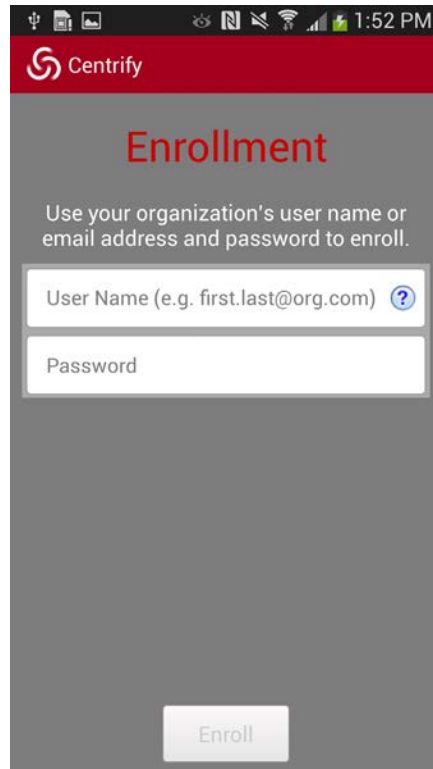 1:52 PM
Centrify
Enrollment
Use your organization's user name or
email address and password to enroll.
User Name (e.g. first.last@org.com) ?
Password
Enroll